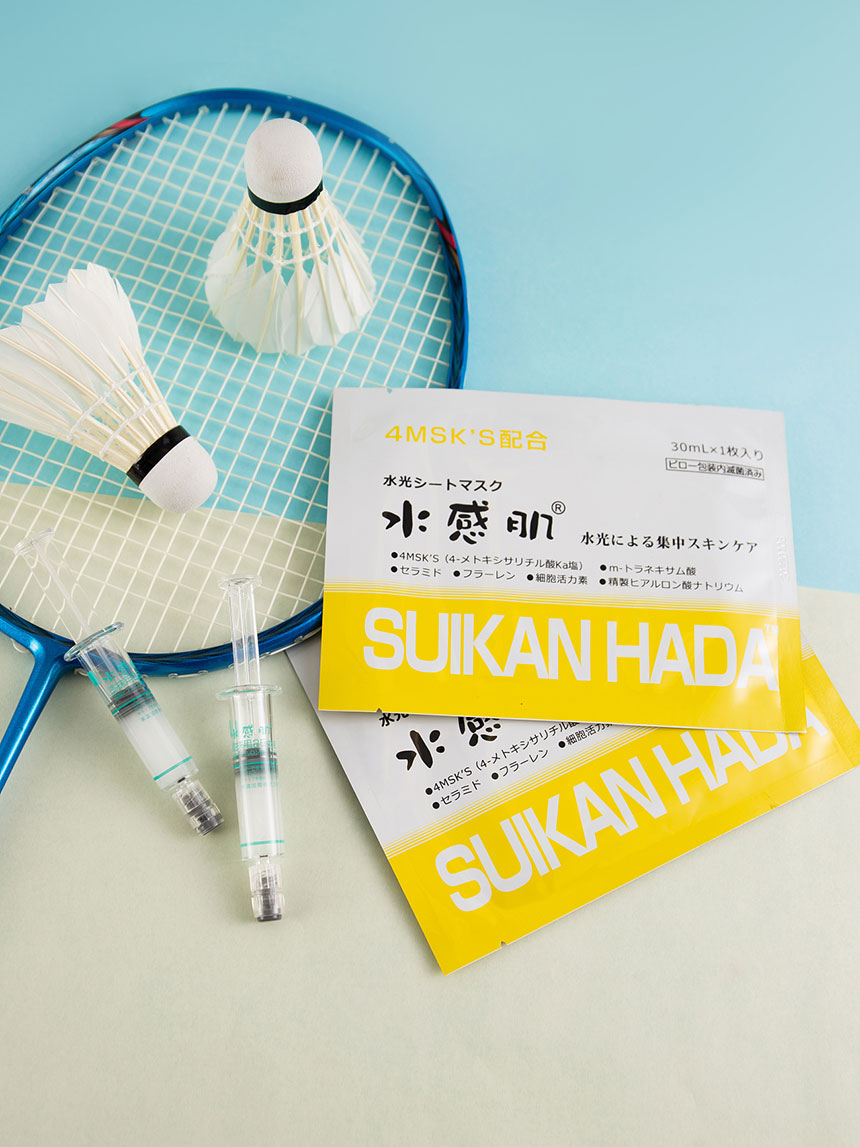 4MSK'S配合
30mL×1枚入り
ピロー包装内滅菌済み
水光シートマスク
水感肌®
水光による集中スキンケア
●4MSK'S（4-メトキシサリチル酸Ka塩） ●m-トラネキサム酸
●セラミド ●フラーレン ●細胞活力素 ●精製ヒアルロン酸ナトリウム
SUIKAN HADA
水光
水感
●4MSK'S（4-メトキシサリチル酸
●セラミド ●フラーレン ●細胞活力
SUIKAN HADA
感肌